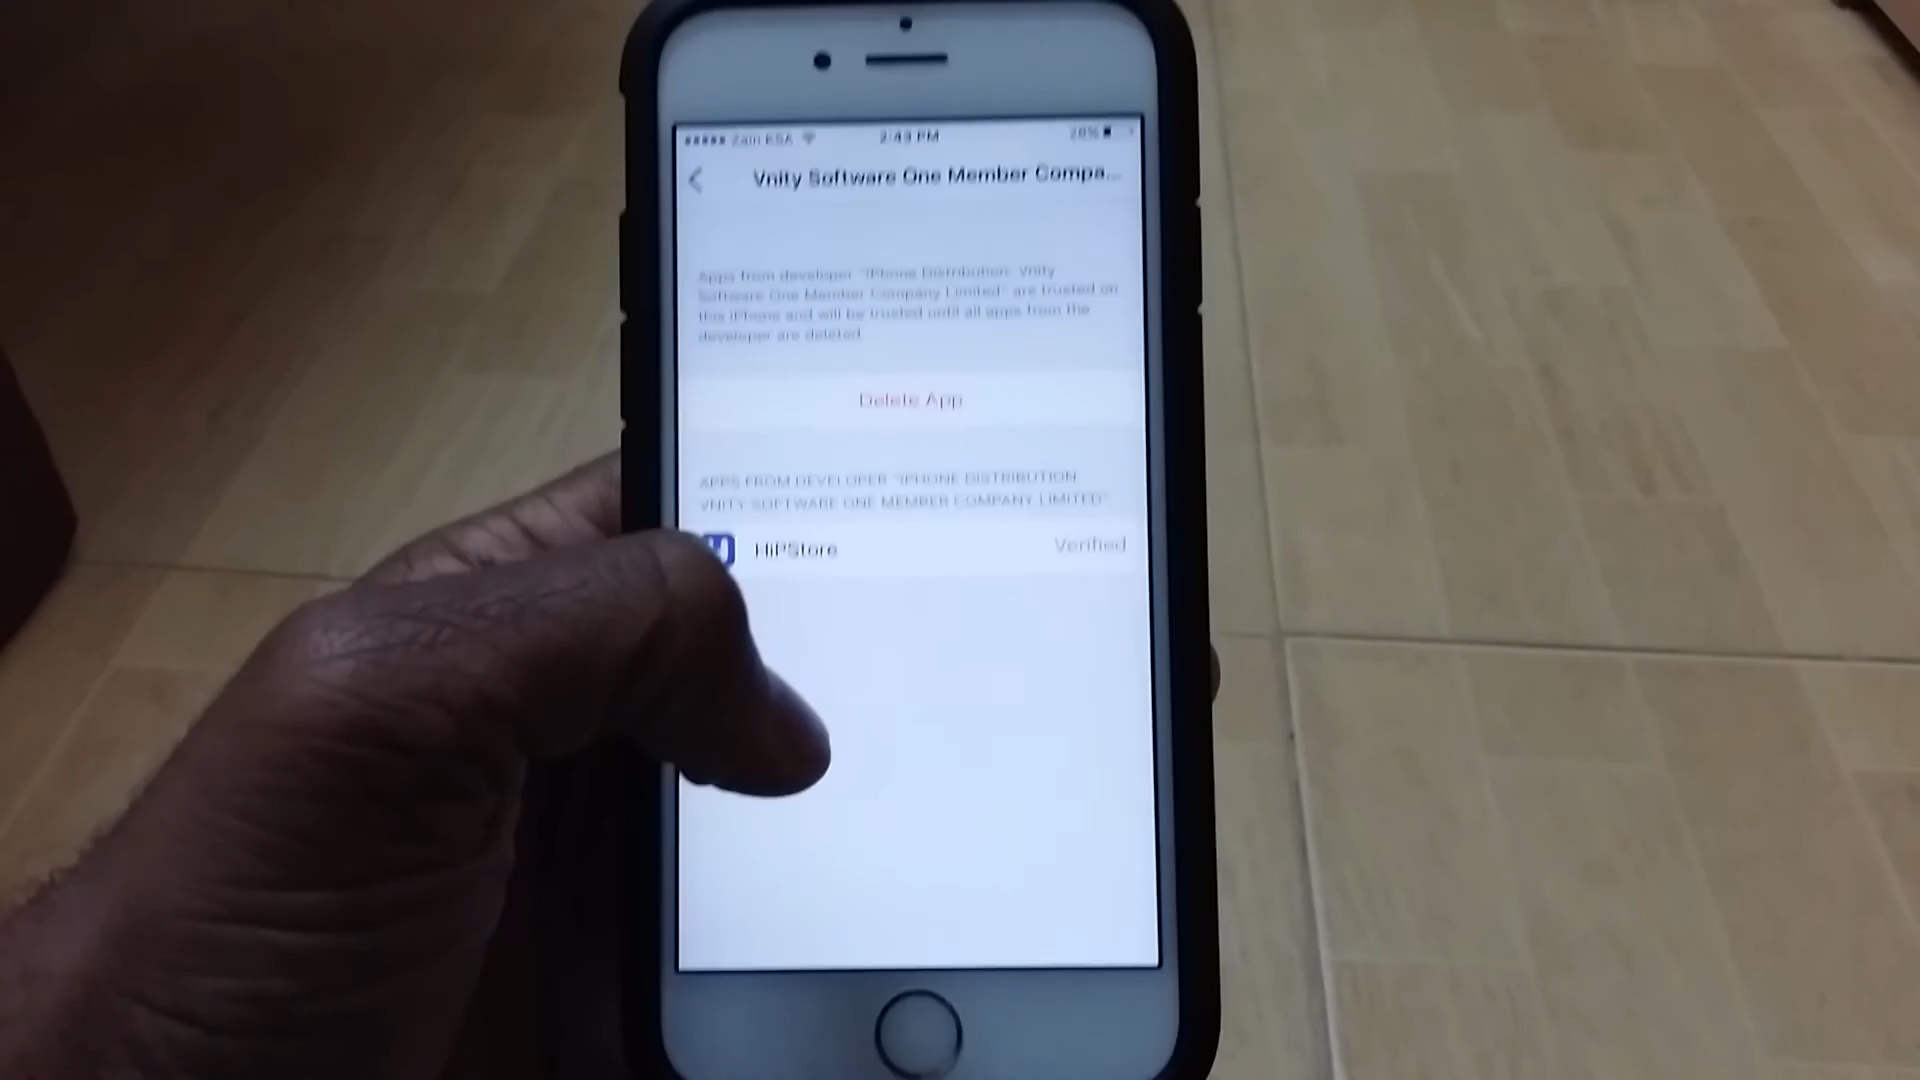 Zain KSA 2:43 PM 28%
Vnity Software One Member Compa...
Apps from developer "iPhone Distribution: Vnity
Software One Member Company Limited" are trusted on
this iPhone and will be trusted until all apps from the
developer are deleted.
Delete App
APPS FROM DEVELOPER "IPHONE DISTRIBUTION:
VNITY SOFTWARE ONE MEMBER COMPANY LIMITED"
HiPStore Verified